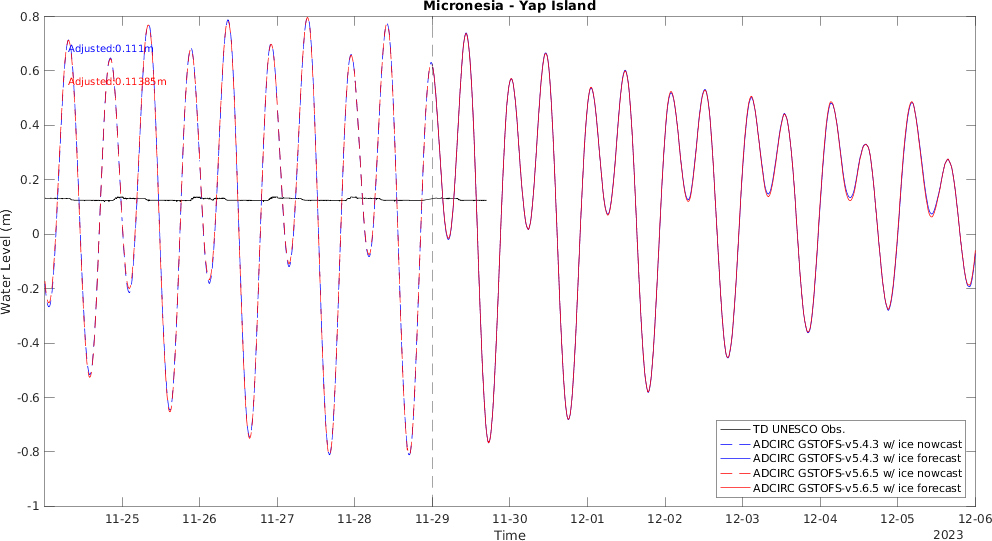 Micronesia - Yap Island
Adjusted:0.111m
Adjusted:0.11385m
Water Level (m)
0.8
0.6
0.4
0.2
0
-0.2
-0.4
-0.6
-0.8
-1
TD UNESCO Obs.
ADCIRC GSTOFS-v5.4.3 w/ ice nowcast
ADCIRC GSTOFS-v5.4.3 w/ ice forecast
ADCIRC GSTOFS-v5.6.5 w/ ice nowcast
ADCIRC GSTOFS-v5.6.5 w/ ice forecast
11-25 11-26 11-27 11-28 11-29 11-30 12-01 12-02 12-03 12-04 12-05 12-06
Time
2023